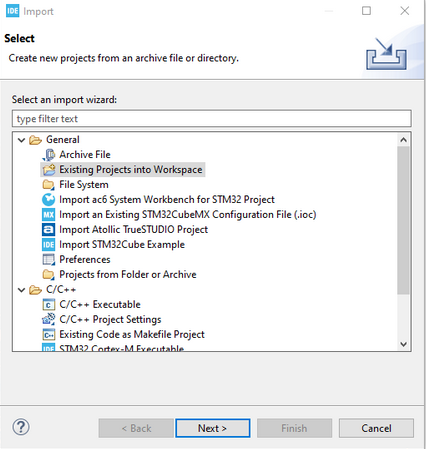 IDE Import
Select
Create new projects from an archive file or directory.
Select an import wizard:
type filter text
General
Archive File
Existing Projects into Workspace
File System
Import ac6 System Workbench for STM32 Project
MX Import an Existing STM32CubeMX Configuration File (.ioc)
Import Atollic TrueSTUDIO Project
IDE Import STM32Cube Example
Preferences
Projects from Folder or Archive
C/C++
C/C++ Executable
C/C++ Project Settings
Existing Code as Makefile Project
IDE STM32 Cortex-M Executable
? < Back Next > Finish Cancel